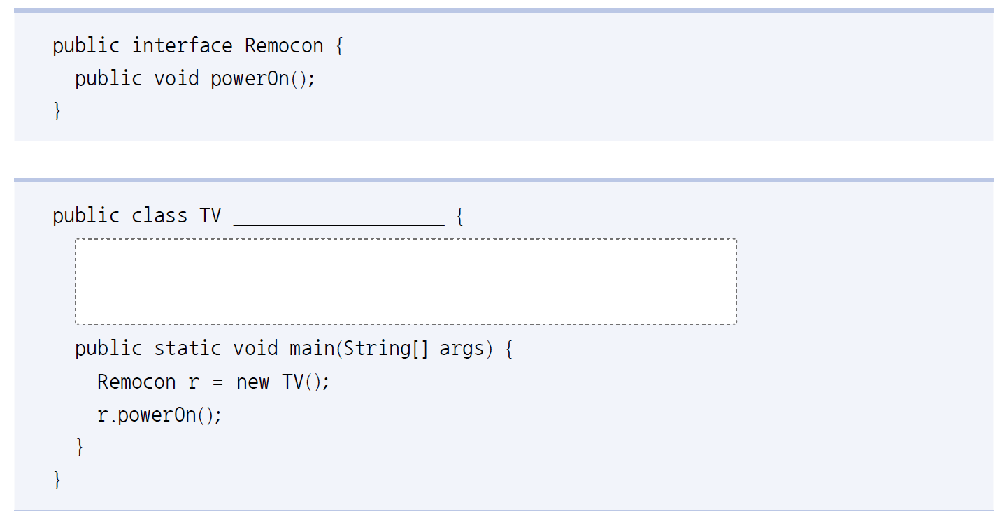 public interface Remocon {
public void powerOn();
}
public class TV ___________________ {
public static void main(String[] args) {
Remocon r = new TV();
r.powerOn();
}
}